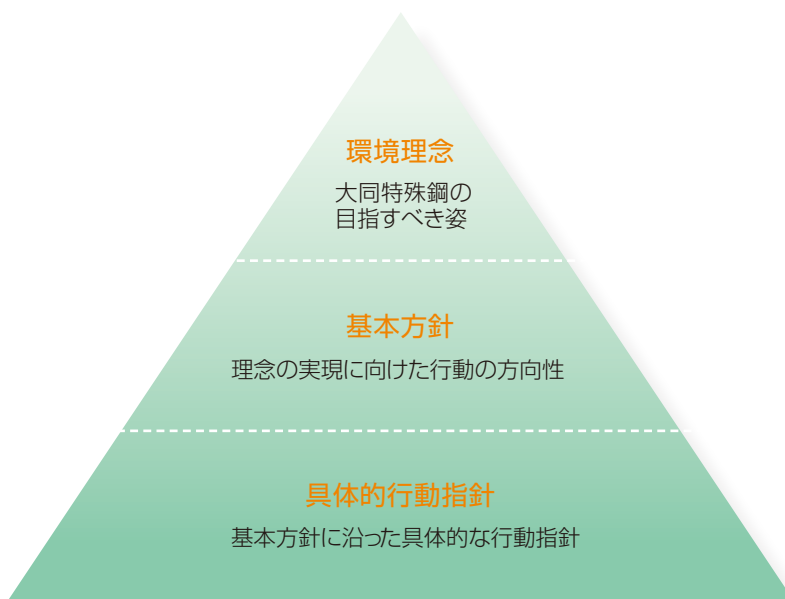 環境理念
大同特殊鋼の
目指すべき姿
基本方針
理念の実現に向けた行動の方向性
具体的行動指針
基本方針に沿った具体的な行動指針